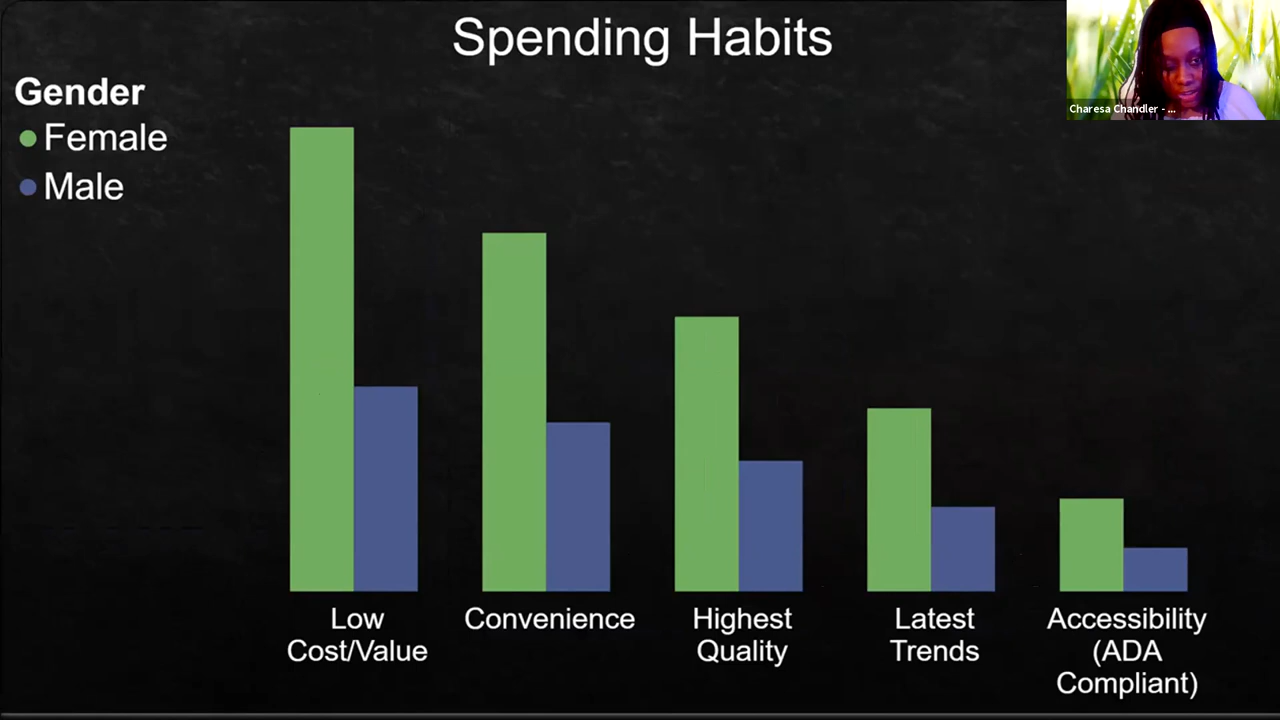 Spending Habits
Charesa Chandler - ...
Gender
Female
Male
Low
Cost/Value
Convenience
Highest
Quality
Latest
Trends
Accessibility
(ADA
Compliant)